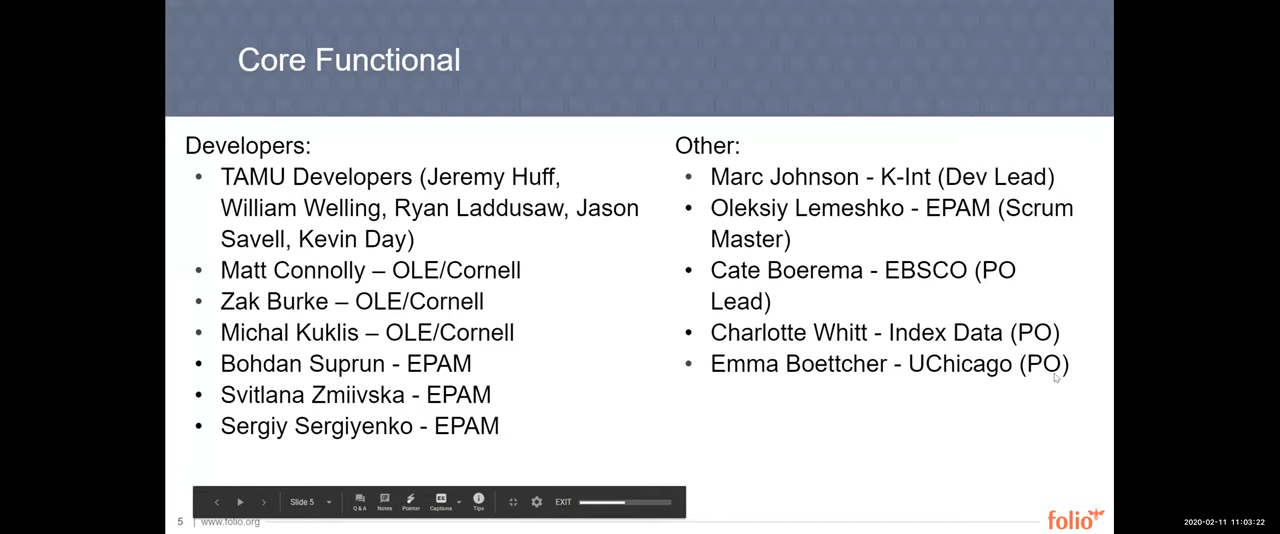 Core Functional
Developers:
• TAMU Developers (Jeremy Huff,
William Welling, Ryan Laddusaw, Jason
Savell, Kevin Day)
• Matt Connolly – OLE/Cornell
• Zak Burke – OLE/Cornell
• Michal Kuklis – OLE/Cornell
• Bohdan Suprun - EPAM
• Svitlana Zmiivska - EPAM
• Sergiy Sergiyenko - EPAM
Other:
• Marc Johnson - K-Int (Dev Lead)
• Oleksiy Lemeshko - EPAM (Scrum
Master)
• Cate Boerema - EBSCO (PO
Lead)
• Charlotte Whitt - Index Data (PO)
• Emma Boettcher - UChicago (PO)
Slide 5
Q & A
Notes
Pointer
CC
Captions
Tips
EXIT
5 | www.folio.org
folio
2020-02-11 11:03:22